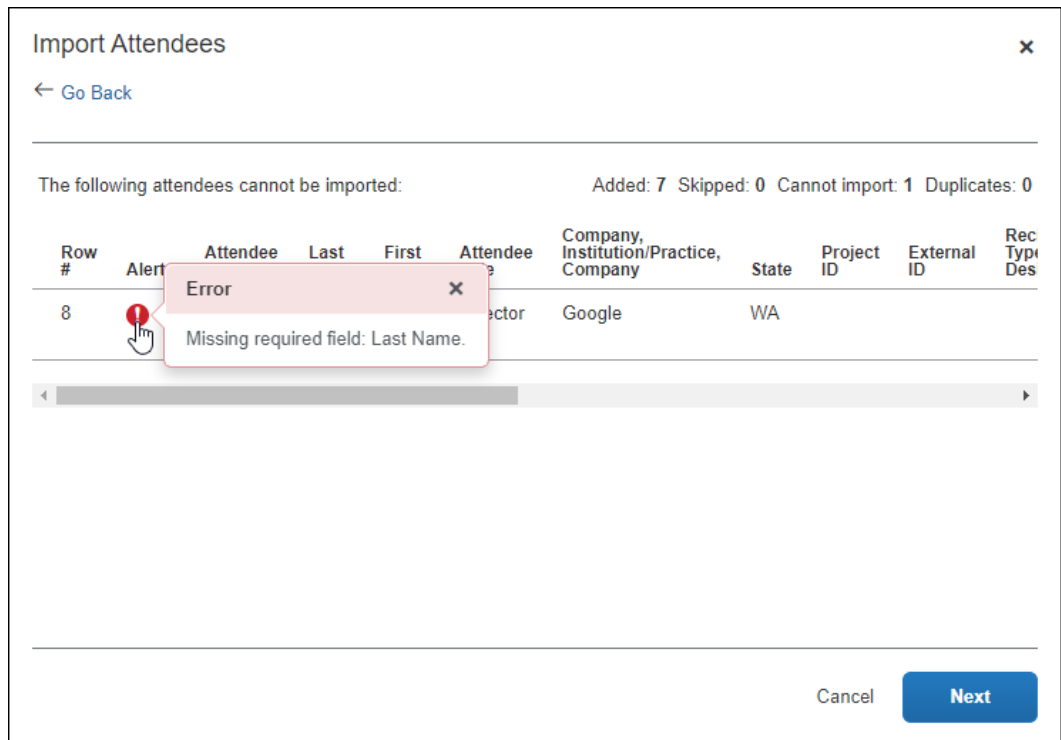 Import Attendees
Go Back
The following attendees cannot be imported:
Added: 7 Skipped: 0 Cannot import: 1 Duplicates: 0
Row # Alert Attendee Last First Attendee Company, Institution/Practice, Company State Project ID External ID
8 Google WA
Error
Missing required field: Last Name.
Cancel Next